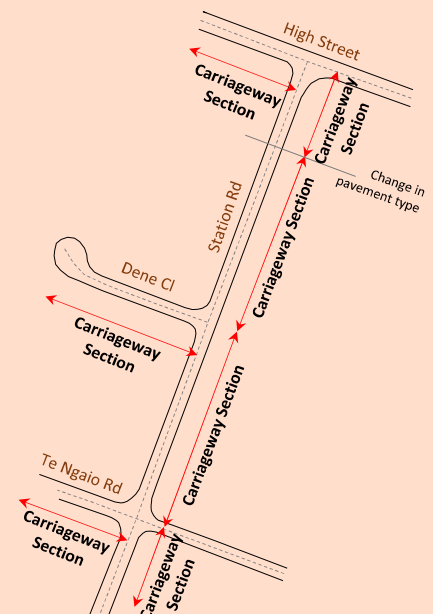 High Street
Carriageway
Section
Carriageway
Section
Change in
pavement type
Station Rd
Carriageway Section
Dene Cl
Carriageway
Section
Carriageway Section
Te Ngaio Rd
Carriageway
Section
Carriageway
Section